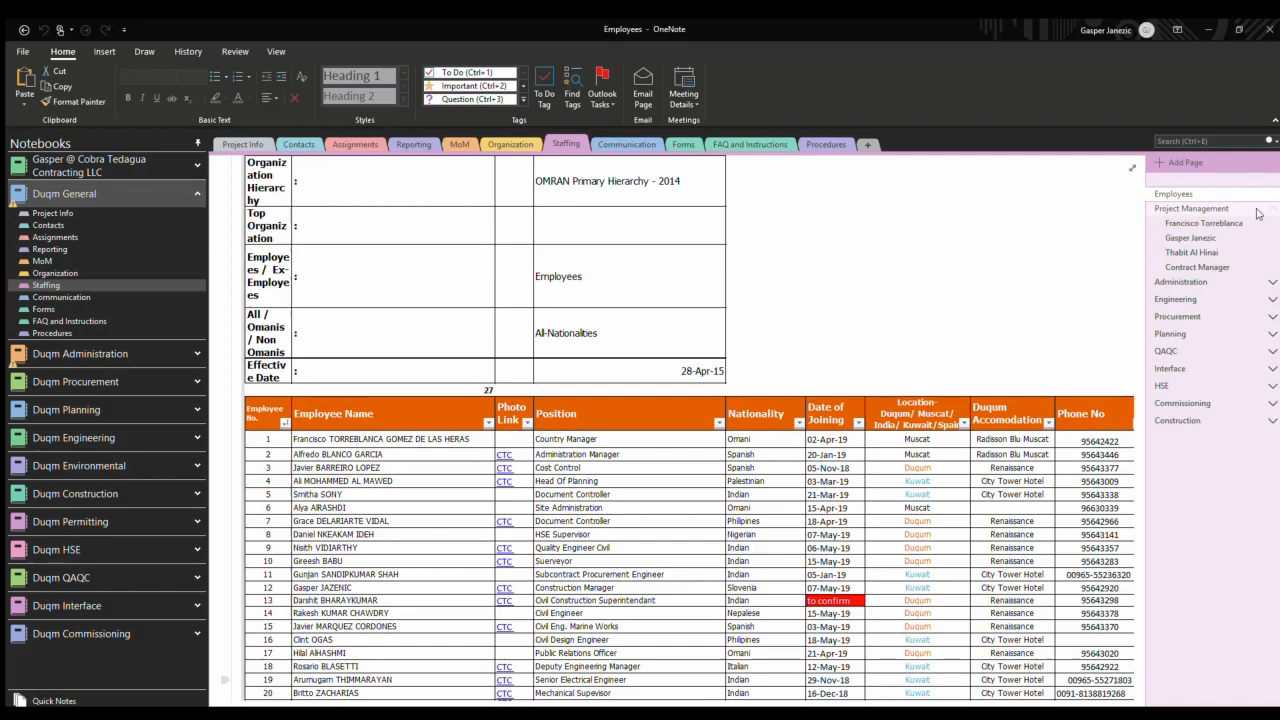 Employees - OneNote
Gasper Janezic GJ
File Home Insert Draw History Review View
Cut
Copy
Format Painter
Paste
Clipboard
B I U ab x
Basic Text
Heading 1
Heading 2
Styles
To Do (Ctrl+1)
Important (Ctrl+2)
Question (Ctrl+3)
To Do Tag
Find Tags
Outlook Tasks
Tags
Email Page
Email
Meeting Details
Meetings
Notebooks
Gasper @ Cobra Tedagua Contracting LLC
Duqm General
Project Info
Contacts
Assignments
Reporting
MoM
Organization
Staffing
Communication
Forms
FAQ and Instructions
Procedures
Duqm Administration
Duqm Procurement
Duqm Planning
Duqm Engineering
Duqm Environmental
Duqm Construction
Duqm Permitting
Duqm HSE
Duqm QAQC
Duqm Interface
Duqm Commissioning
Quick Notes
Project Info Contacts Assignments Reporting MoM Organization Staffing Communication Forms FAQ and Instructions Procedures +
Search (Ctrl+E)
Organiz
ation
Hierarc
hy : OMRAN Primary Hierarchy - 2014
Top
Organiz
ation :
Employe
es / Ex-
Employe
es : Employees
All /
Omanis
/ Non
Omanis : All-Nationalities
Effectiv
e Date : 28-Apr-15
27
Employee No. Employee Name Photo Link Position Nationality Date of Joining Location- Duqum/ Muscat/ India/ Kuwait/Spain Duqum Accomodation Phone No
1 Francisco TORREBLANCA GOMEZ DE LAS HERAS Country Manager Omani 02-Apr-19 Muscat Radisson Blu Muscat 95642422
2 Alfredo BLANCO GARCIA CTC Administration Manager Spanish 20-Jan-19 Muscat Radisson Blu Muscat 95643446
3 Javier BARREIRO LOPEZ CTC Cost Control Spanish 05-Nov-18 Duqum Renaissance 95643377
4 Ali MOHAMMED AL MAWED CTC Head Of Planning Palestinian 03-Mar-19 Kuwait City Tower Hotel 95643009
5 Smitha SONY Document Controller Indian 21-Mar-19 Kuwait City Tower Hotel 95643338
6 Alya AlRASHDI Site Administration Omani 15-Apr-19 Muscat 96630339
7 Grace DELARIARTE VIDAL CTC Document Controller Philipines 18-Apr-19 Duqum Renaissance 95642966
8 Daniel NKEAKAM IDEH HSE Supervisor Nigerian 07-May-19 Duqum Renaissance 95643141
9 Nisith VIDIARTHY CTC Quality Engineer Civil Indian 06-May-19 Duqum Renaissance 95643357
10 Gireesh BABU CTC Suerveyor Indian 15-May-19 Duqum Renaissance 95643283
11 Gunjan SANDIPKUMAR SHAH Subcontract Procurement Engineer Indian 05-Jan-19 Kuwait City Tower Hotel 00965-55236320
12 Gasper JAZENIC CTC Construction Manager Slovenia 07-May-19 Kuwait City Tower Hotel 95642920
13 Darshit BHARAYKUMAR CTC Civil Construction Superintendant Indian to confirm Duqum Renaissance 95643298
14 Rakesh KUMAR CHAWDRY Civil Engineer Nepalese 15-May-19 Duqum Renaissance 95643378
15 Javier MARQUEZ CORDONES CTC Civil Eng. Marine Works Spanish 03-May-19 Duqum Renaissance 95643370
16 Clint OGAS Civil Design Engineer Philipines 18-May-19 Kuwait City Tower Hotel
17 Hilal AlHASHMI Public Relations Officer Omani 21-Apr-19 Duqum Renaissance 95643020
18 Rosario BLASETTI CTC Deputy Engineering Manager Italian 12-May-19 Kuwait City Tower Hotel 95642922
19 Arumugam THIMMARAYAN CTC Senior Electrical Engineer Indian 29-Nov-18 Kuwait City Tower Hotel 00965-55271803
20 Britto ZACHARIAS CTC Mechanical Supevisor Indian 16-Dec-18 Kuwait City Tower Hotel 0091-8138819268
Add Page
Employees
Project Management
Francisco Torreblanca
Gasper Janezic
Thabit Al Hinai
Contract Manager
Administration
Engineering
Procurement
Planning
QAQC
Interface
HSE
Commissioning
Construction